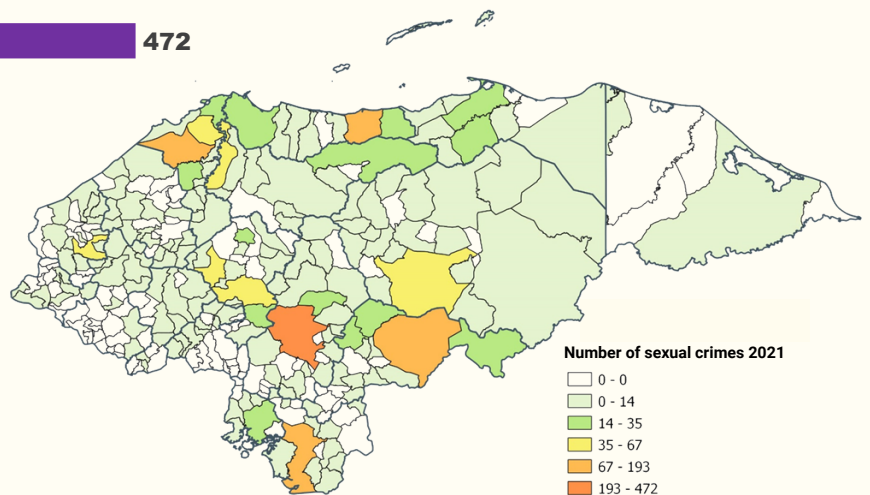 472
Number of sexual crimes 2021
0 - 0
0 - 14
14 - 35
35 - 67
67 - 193
193 - 472